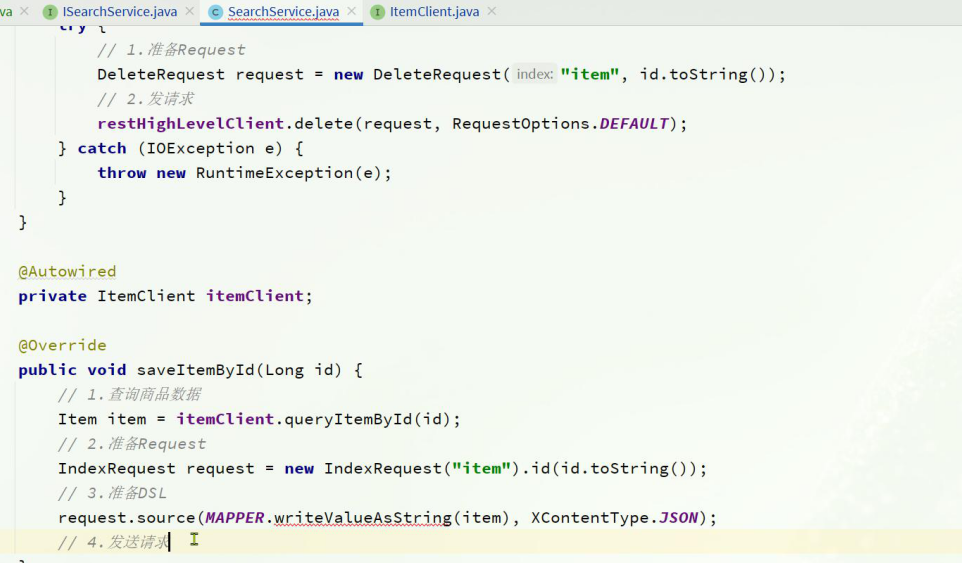 va ISearchService.java SearchService.java ItemClient.java
try {
// 1.准备Request
DeleteRequest request = new DeleteRequest( index: "item", id.toString());
// 2.发请求
restHighLevelClient.delete(request, RequestOptions.DEFAULT);
} catch (IOException e) {
throw new RuntimeException(e);
}
}
@Autowired
private ItemClient itemClient;
@Override
public void saveItemById(Long id) {
// 1.查询商品数据
Item item = itemClient.queryItemById(id);
// 2.准备Request
IndexRequest request = new IndexRequest("item").id(id.toString());
// 3.准备DSL
request.source(MAPPER.writeValueAsString(item), XContentType.JSON);
// 4.发送请求